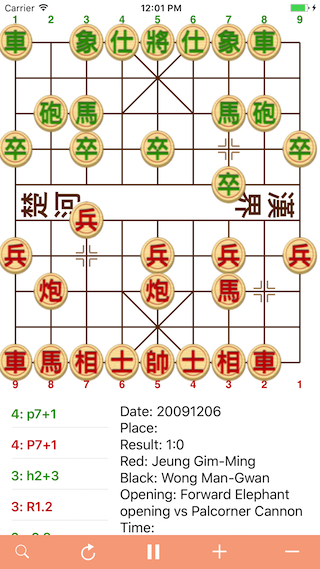 Carrier 12:01 PM
1 2 3 4 5 6 7 8 9
車 象 仕 將 仕 象 車
砲 馬 馬 砲
卒 卒 卒 卒
卒
楚河 界漢
兵
兵 兵 兵 兵
炮 炮 馬
車 馬 相 士 帥 士 相 車
9 8 7 6 5 4 3 2 1
4: p7+1
4: P7+1
3: h2+3
3: R1.2
Date: 20091206
Place:
Result: 1:0
Red: Jeung Gim-Ming
Black: Wong Man-Gwan
Opening: Forward Elephant
opening vs Palcorner Cannon
Time: